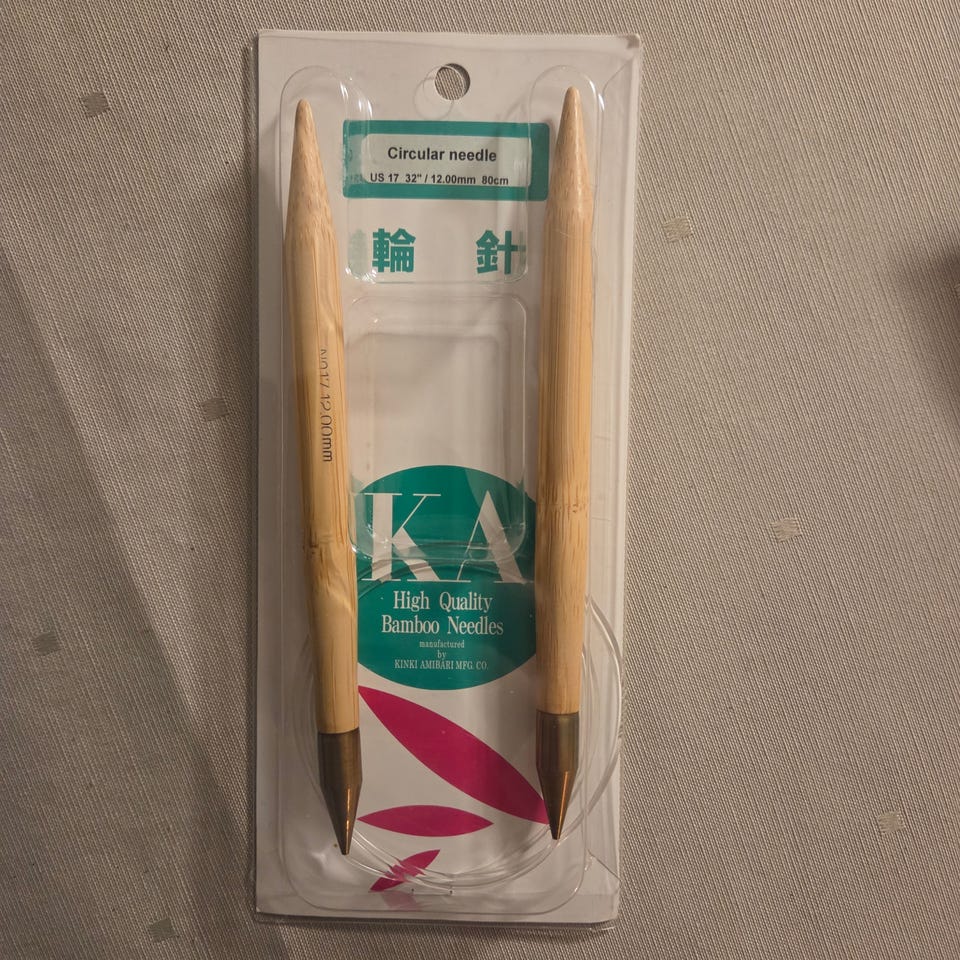 Circular needle
US 17 32" / 12.00mm 80cm
輪 針
NO17 12.00mm
KA
High Quality
Bamboo Needles
manufactured
by
KINKI AMIBARI MFG. CO.